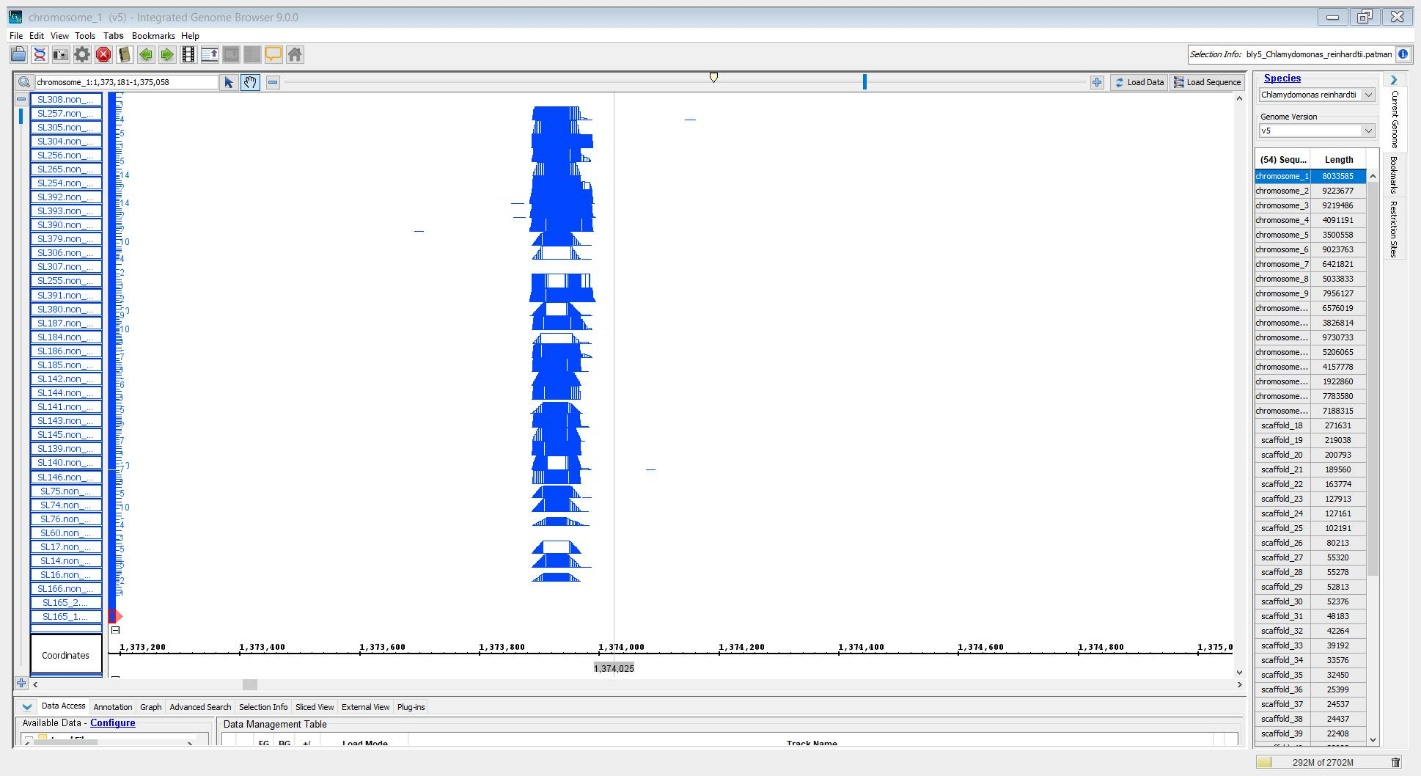 chromosome_1 (v5) - Integrated Genome Browser 9.0.0
File Edit View Tools Tabs Bookmarks Help
Selection Info: bly5_Chlamydomonas_reinhardtii.patman
chromosome_1:1,373,181-1,375,058
Load Data
Load Sequence
SL308.non_...
SL257.non_...
SL305.non_...
SL304.non_...
SL256.non_...
SL265.non_...
SL254.non_...
SL392.non_...
SL393.non_...
SL390.non_...
SL379.non_...
SL306.non_...
SL307.non_...
SL255.non_...
SL391.non_...
SL380.non_...
SL187.non_...
SL184.non_...
SL186.non_...
SL185.non_...
SL142.non_...
SL144.non_...
SL141.non_...
SL143.non_...
SL145.non_...
SL139.non_...
SL140.non_...
SL146.non_...
SL75.non_...
SL74.non_...
SL76.non_...
SL60.non_...
SL17.non_...
SL14.non_...
SL16.non_...
SL166.non_...
SL165_2....
SL165_1....
Coordinates
1,373,200 1,373,400 1,373,600 1,373,800 1,374,000 1,374,200 1,374,400 1,374,600 1,374,800 1,375,0
1,374,025
Data Access Annotation Graph Advanced Search Selection Info Sliced View External View Plug-ins
Available Data - Configure
Data Management Table
FG BG +/- Load Mode Track Name
Species
Chlamydomonas reinhardtii
Genome Version
v5
(54) Sequ... Length
chromosome_1 8033585
chromosome_2 9223677
chromosome_3 9219486
chromosome_4 4091191
chromosome_5 3500558
chromosome_6 9023763
chromosome_7 6421821
chromosome_8 5033833
chromosome_9 7956127
chromosome... 6576019
chromosome... 3826814
chromosome... 9730733
chromosome... 5206065
chromosome... 4157778
chromosome... 1922860
chromosome... 7783580
chromosome... 7188315
scaffold_18 271631
scaffold_19 219038
scaffold_20 200793
scaffold_21 189560
scaffold_22 163774
scaffold_23 127913
scaffold_24 127161
scaffold_25 102191
scaffold_26 80213
scaffold_27 55320
scaffold_28 55278
scaffold_29 52813
scaffold_30 52376
scaffold_31 48183
scaffold_32 42264
scaffold_33 39192
scaffold_34 33576
scaffold_35 32450
scaffold_36 25399
scaffold_37 24537
scaffold_38 24437
scaffold_39 22408
Current Genome
Bookmarks
Restriction Sites
292M of 2702M